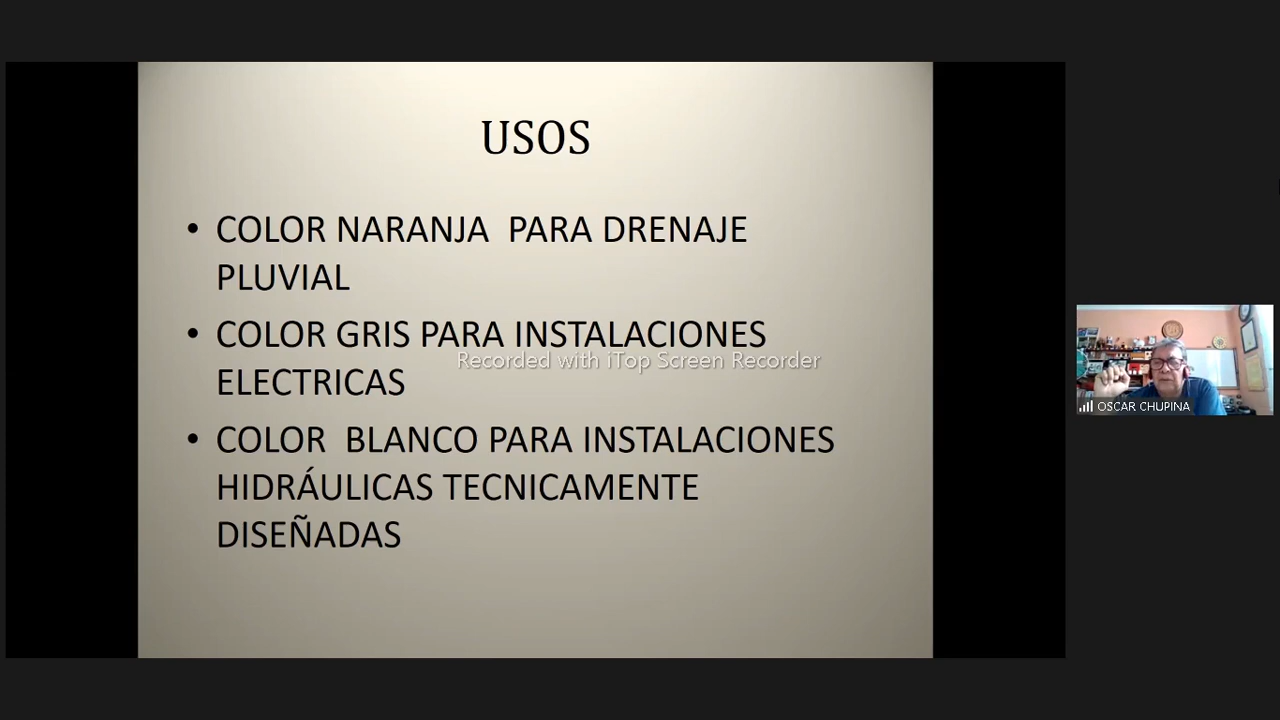 USOS
• COLOR NARANJA  PARA DRENAJE
PLUVIAL
• COLOR GRIS PARA INSTALACIONES
Recorded with iTop Screen Recorder
ELECTRICAS
• COLOR  BLANCO PARA INSTALACIONES
HIDRÁULICAS TECNICAMENTE
DISEÑADAS
OSCAR CHUPINA